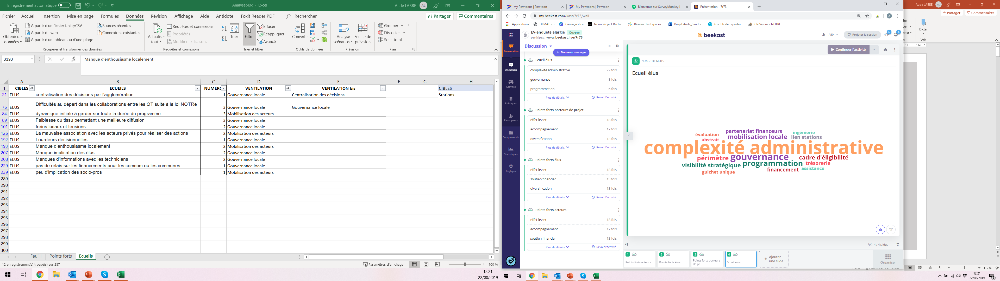 Enregistrement automatique
Analyse.xlsx - Excel
Aude LABBE AL
Fichier Accueil Insertion Mise en page Formules Données Révision Affichage Aide Antidote Foxit Reader PDF Rechercher
Partager Commentaires
Obtenir des données
À partir d'un fichier texte/CSV
À partir du web
À partir d'un tableau ou d'une plage
Sources récentes
Connexions existantes
Récupérer et transformer des données
Actualiser tout
Requêtes et connexions
Propriétés
Modifier les liaisons
Requêtes et connexions
Trier
Filtrer
Effacer
Réappliquer
Avancé
Trier et filtrer
Convertir
Outils de données
Analyse scénarios
Feuille de prévision
Prévision
Grouper
Dissocier
Sous-total
Plan
B193 fx Manque d'enthousiasme localement
A B C D E F G H
1 CIBLES ECUEILS NUMERO VENTILATION VENTILATION bis CIBLES
21 ELUS centralisation des décisions par l'agglomération 1 Gouvernance locale Centralisation des décisions Stations
76 ELUS Difficultés au départ dans les collaborations entre les OT suite à la loi NOTRe 3 Gouvernance locale Gouvernance locale
84 ELUS dynamique initiale à garder sur toute la durée du programme 3 Mobilisation des acteurs
89 ELUS Faiblesse du tissu permettant une meilleure diffusion 3 Gouvernance locale
101 ELUS freins locaux et tensions 2 Gouvernance locale
126 ELUS La mauvaise association avec les acteurs privés pour réaliser des actions 2 Mobilisation des acteurs
192 ELUS Lourdeurs décisionnelles 1 Gouvernance locale
193 ELUS Manque d'enthousiasme localement 2 Mobilisation des acteurs
207 ELUS Manque implication des élus 2 Gouvernance locale
208 ELUS Manques d'informations avec les techniciens 2 Gouvernance locale
229 ELUS pas de relais sur les financements pour les comcom ou les communes 1 Gouvernance locale
239 ELUS peu d'implication des socio-pros 1 Mobilisation des acteurs
289
290
291
292
293
294
295
296
297
298
299
300
Feuil1 Points forts Ecueils
12 enregistrement(s) trouvé(s) sur 287
Paramètres d'affichage
100 %
12:21
22/08/2019
My Powtoons | Powtoon
My Powtoons | Powtoon
Bienvenue sur SurveyMonkey !
Présentation - 7r73
my.beekast.com/kast/7r73/wall
A
Applications DEMATbox Canva_notice Noun Project Reche... Réseau des Espaces... Projet Aude_Sandra... 6 outils de reportin... ClicSéjour - NOTRE...
EV-enquete élargie Ouverte
participez : www.beekast.live/7r73
beekast
1 / 50
Projeter la session
6
4
Présentation
Discussion
Activités
Rubriques
Participants
Compte rendu
Statistiques
Réglages
Discussion
+ Nouveau message
Ecueil élus
complexité administrative 22 fois
gouvernance 8 fois
programmation 6 fois
Plus de détails Revoir l'activité
Points forts porteurs de projet
effet levier 18 fois
accompagnement 17 fois
diversification 13 fois
Plus de détails Revoir l'activité
Points forts élus
effet levier 18 fois
soutien financier 13 fois
diversification 13 fois
Plus de détails Revoir l'activité
Points forts acteurs
effet levier 18 fois
accompagnement 17 fois
soutien financier 13 fois
Plus de détails Revoir l'activité
Continuer l'activité
NUAGE DE MOTS
Ecueil élus
partenariat financeurs
évaluation
ingénierie
mobilisation locale
lien stations
abstrait
complexité administrative
périmètre
gouvernance
cadre d'éligibilité
visibilité stratégique
programmation
trésorerie
guichet unique
financement
assistance
4 / 4 slides
1 Points forts acteurs
2 Points forts élus
3 Points forts porteurs de pr...
4 Ecueil élus
+ Ajouter une slide
Organiser
Aude LABBE AL
Partager Commentaires
Dicter
Voix
11 12
110 %
12:21
22/08/2019